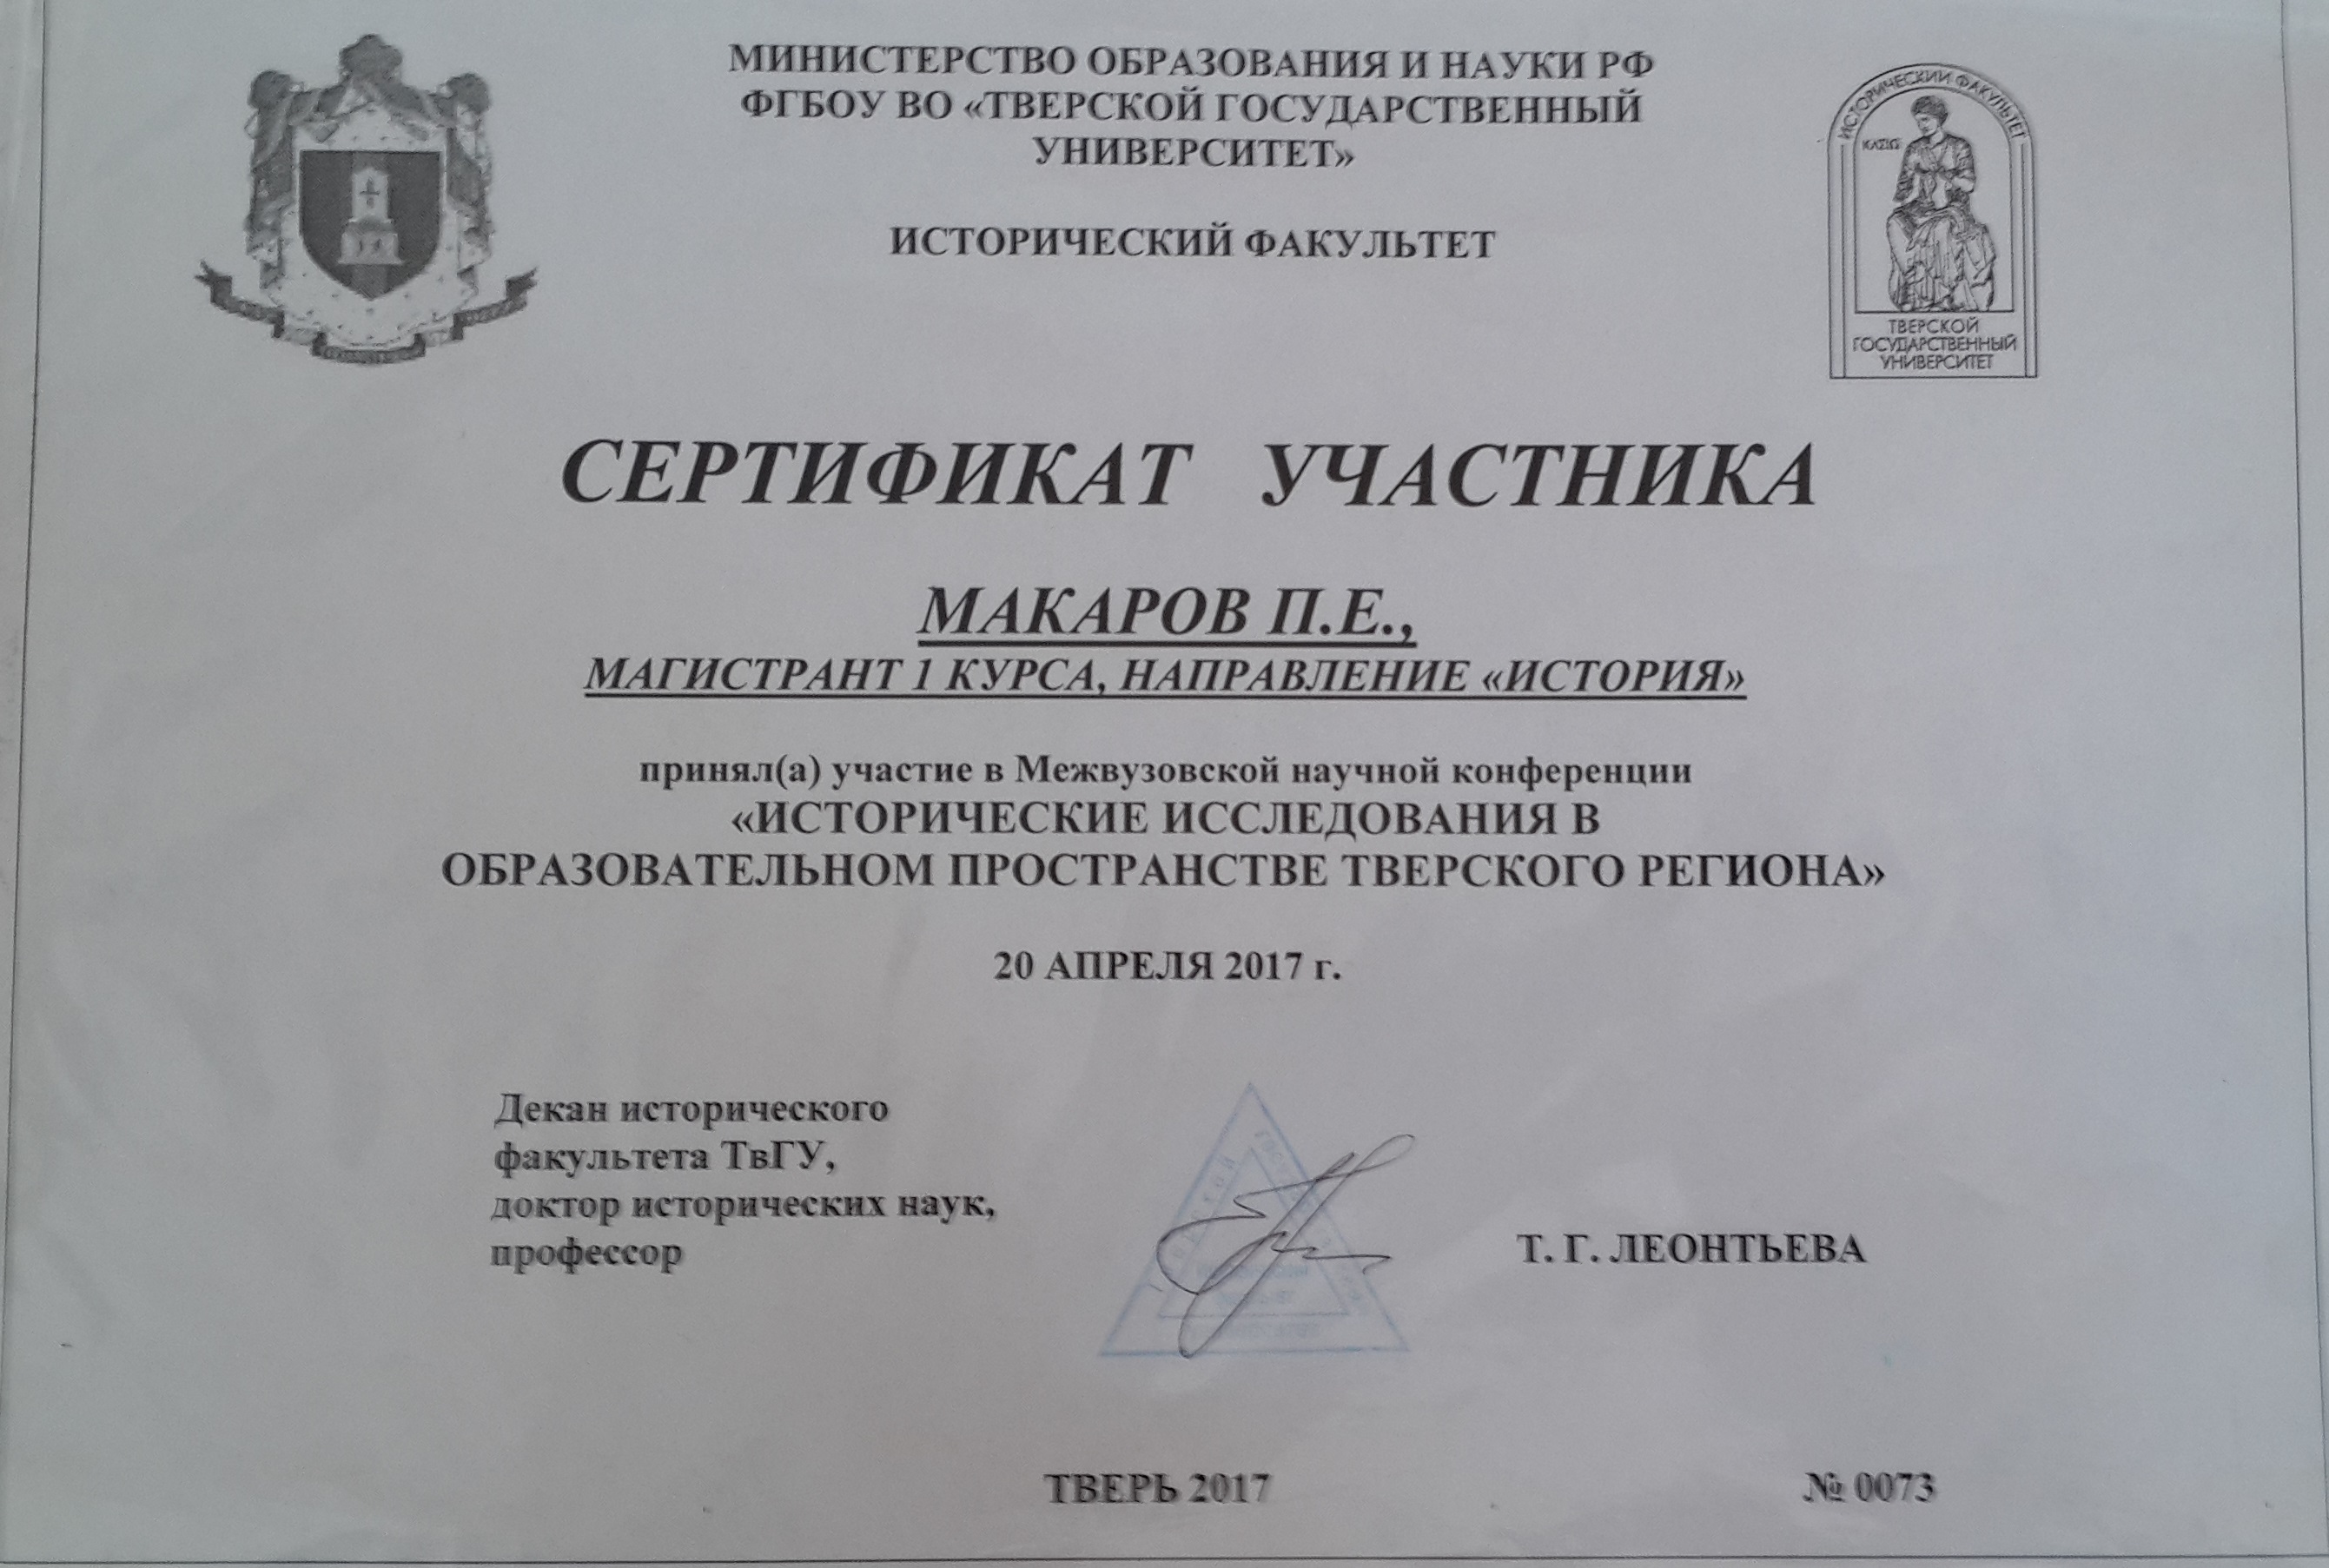 МИНИСТЕРСТВО ОБРАЗОВАНИЯ И НАУКИ РФ
ФГБОУ ВО «ТВЕРСКОЙ ГОСУДАРСТВЕННЫЙ
УНИВЕРСИТЕТ»
ИСТОРИЧЕСКИЙ ФАКУЛЬТЕТ
ИСТОРИЧЕСКИЙ ФАКУЛЬТЕТ
ТВЕРСКОЙ
ГОСУДАРСТВЕННЫЙ
УНИВЕРСИТЕТ
СЕРТИФИКАТ УЧАСТНИКА
МАКАРОВ П.Е.,
МАГИСТРАНТ 1 КУРСА, НАПРАВЛЕНИЕ «ИСТОРИЯ»
принял(а) участие в Межвузовской научной конференции
«ИСТОРИЧЕСКИЕ ИССЛЕДОВАНИЯ В
ОБРАЗОВАТЕЛЬНОМ ПРОСТРАНСТВЕ ТВЕРСКОГО РЕГИОНА»
20 АПРЕЛЯ 2017 г.
Декан исторического
факультета ТвГУ,
доктор исторических наук,
профессор
Т. Г. ЛЕОНТЬЕВА
ТВЕРЬ 2017
№ 0073